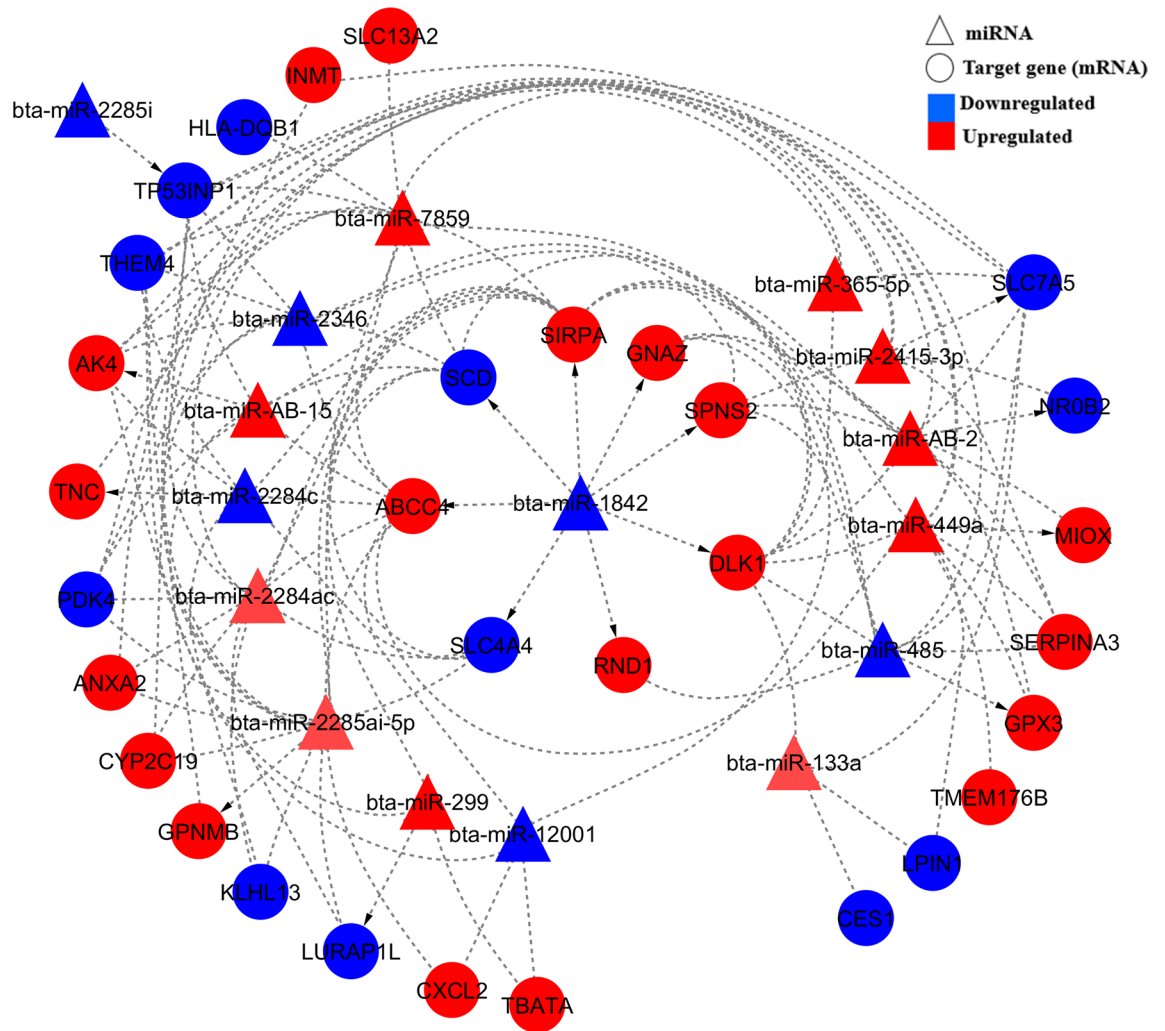 SLC13A2
miRNA
INMT
Target gene (mRNA)
bta-miR-2285i
Downregulated
HLA-DQB1
Upregulated
TP53INP1
bta-miR-7859
THEM4
bta-miR-365-5p
SLC7A5
bta-miR-2346
SIRPA
GNAZ
bta-miR-2415-3p
AK4
SCD
bta-miR-AB-15
SPNS2
NR0B2
bta-miR-AB-2
TNC
bta-miR-2284c
ABCC4
bta-miR-1842
bta-miR-449a
MIOX
DLK1
PDK4
bta-miR-2284ac
SLC4A4
RND1
bta-miR-485
SERPINA3
ANXA2
bta-miR-2285ai-5p
GPX3
CYP2C19
bta-miR-133a
bta-miR-299
TMEM176B
GPNMB
bta-miR-12001
LPIN1
KLHL13
CES1
LURAP1L
CXCL2
TBATA